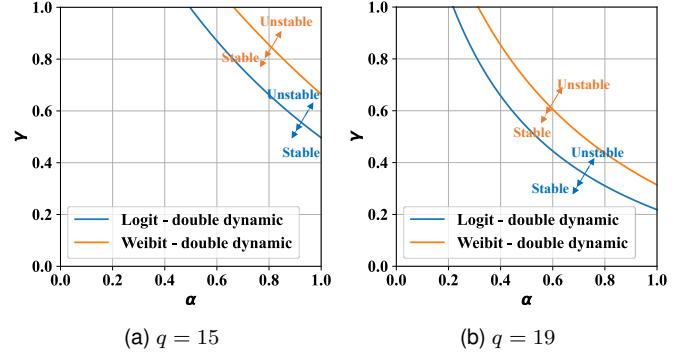 1.0
0.8
0.6
0.4
0.2
0.0
γ
Unstable
Stable
Unstable
Stable
Logit - double dynamic
Weibit - double dynamic
0.0 0.2 0.4 0.6 0.8 1.0
α
(a) q = 15
1.0
0.8
0.6
0.4
0.2
0.0
γ
Unstable
Stable
Unstable
Stable
Logit - double dynamic
Weibit - double dynamic
0.0 0.2 0.4 0.6 0.8 1.0
α
(b) q = 19